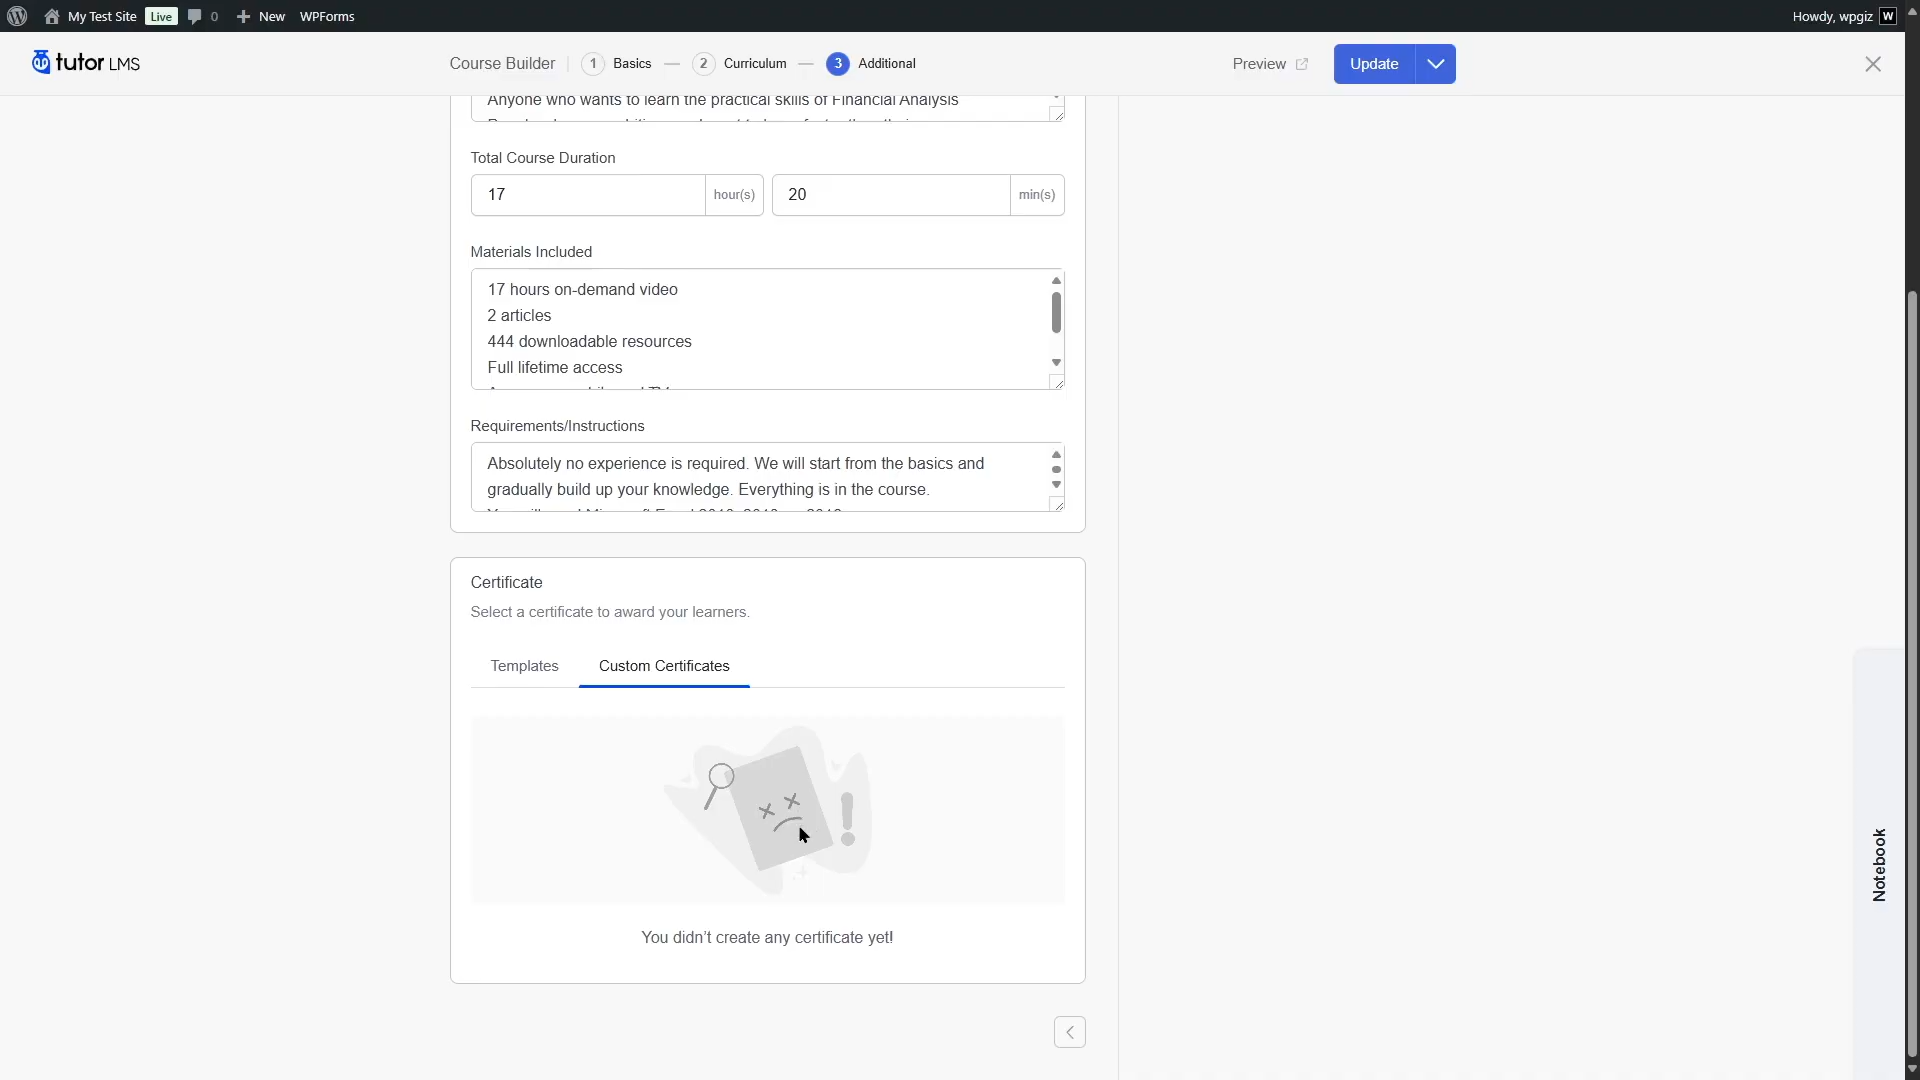 My Test Site Live 0 New WPForms Howdy, wpgiz W
tutor LMS Course Builder 1 Basics 2 Curriculum 3 Additional Preview Update
Anyone who wants to learn the practical skills of Financial Analysis
Total Course Duration
17 hour(s) 20 min(s)
Materials Included
17 hours on-demand video
2 articles
444 downloadable resources
Full lifetime access
Requirements/Instructions
Absolutely no experience is required. We will start from the basics and
gradually build up your knowledge. Everything is in the course.
Certificate
Select a certificate to award your learners.
Templates Custom Certificates
You didn’t create any certificate yet!
Notebook